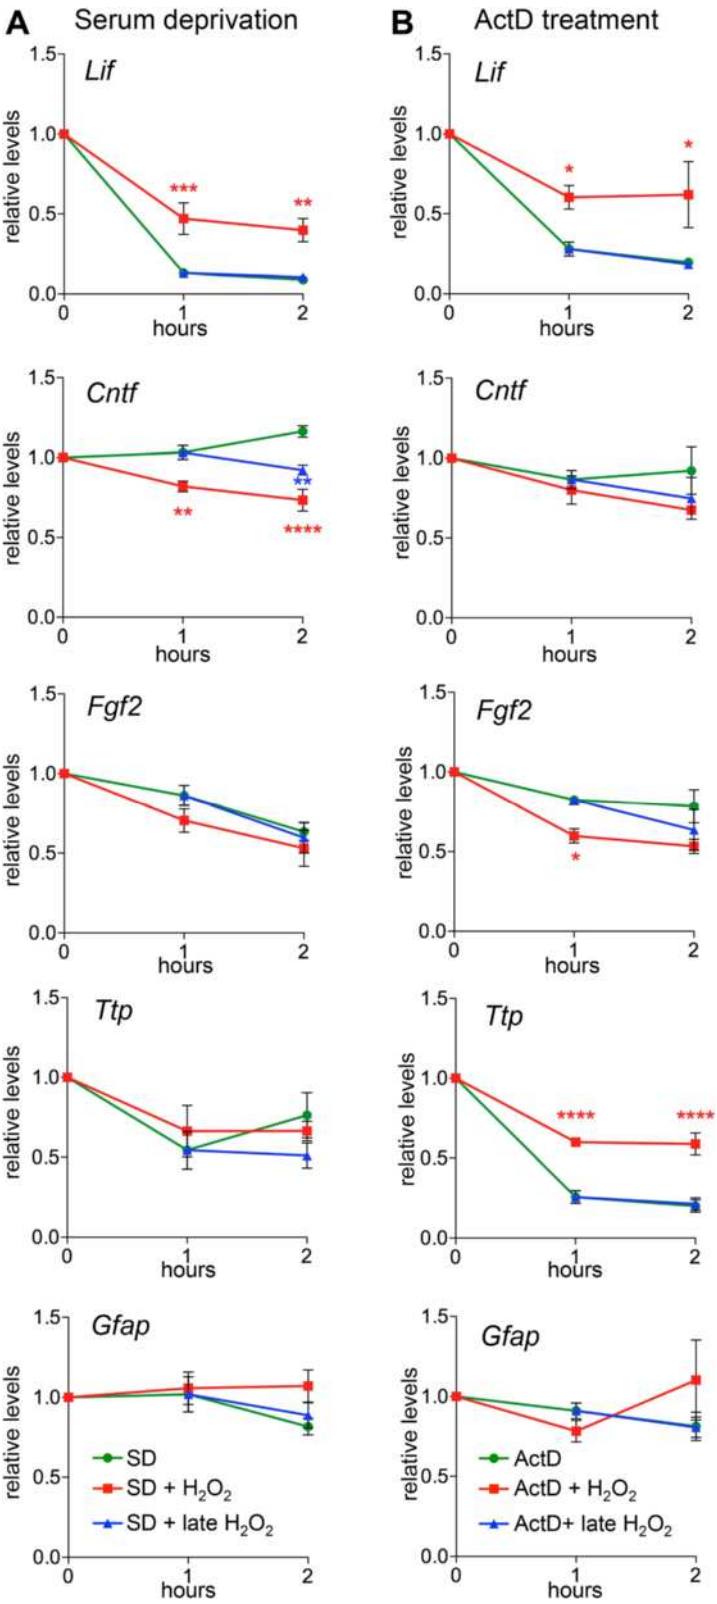 A Serum deprivation
B ActD treatment
Lif
1.5
1.0
0.5
0.0
relative levels
***
**
0 1 2
hours
Lif
1.5
1.0
0.5
0.0
relative levels
*
*
0 1 2
hours
Cntf
1.5
1.0
0.5
0.0
relative levels
**
**
****
0 1 2
hours
Cntf
1.5
1.0
0.5
0.0
relative levels
0 1 2
hours
Fgf2
1.5
1.0
0.5
0.0
relative levels
0 1 2
hours
Fgf2
1.5
1.0
0.5
0.0
relative levels
*
0 1 2
hours
Ttp
1.5
1.0
0.5
0.0
relative levels
0 1 2
hours
Ttp
1.5
1.0
0.5
0.0
relative levels
****
****
0 1 2
hours
Gfap
1.5
1.0
0.5
0.0
relative levels
SD
SD + H₂O₂
SD + late H₂O₂
0 1 2
hours
Gfap
1.5
1.0
0.5
0.0
relative levels
ActD
ActD + H₂O₂
ActD+ late H₂O₂
0 1 2
hours